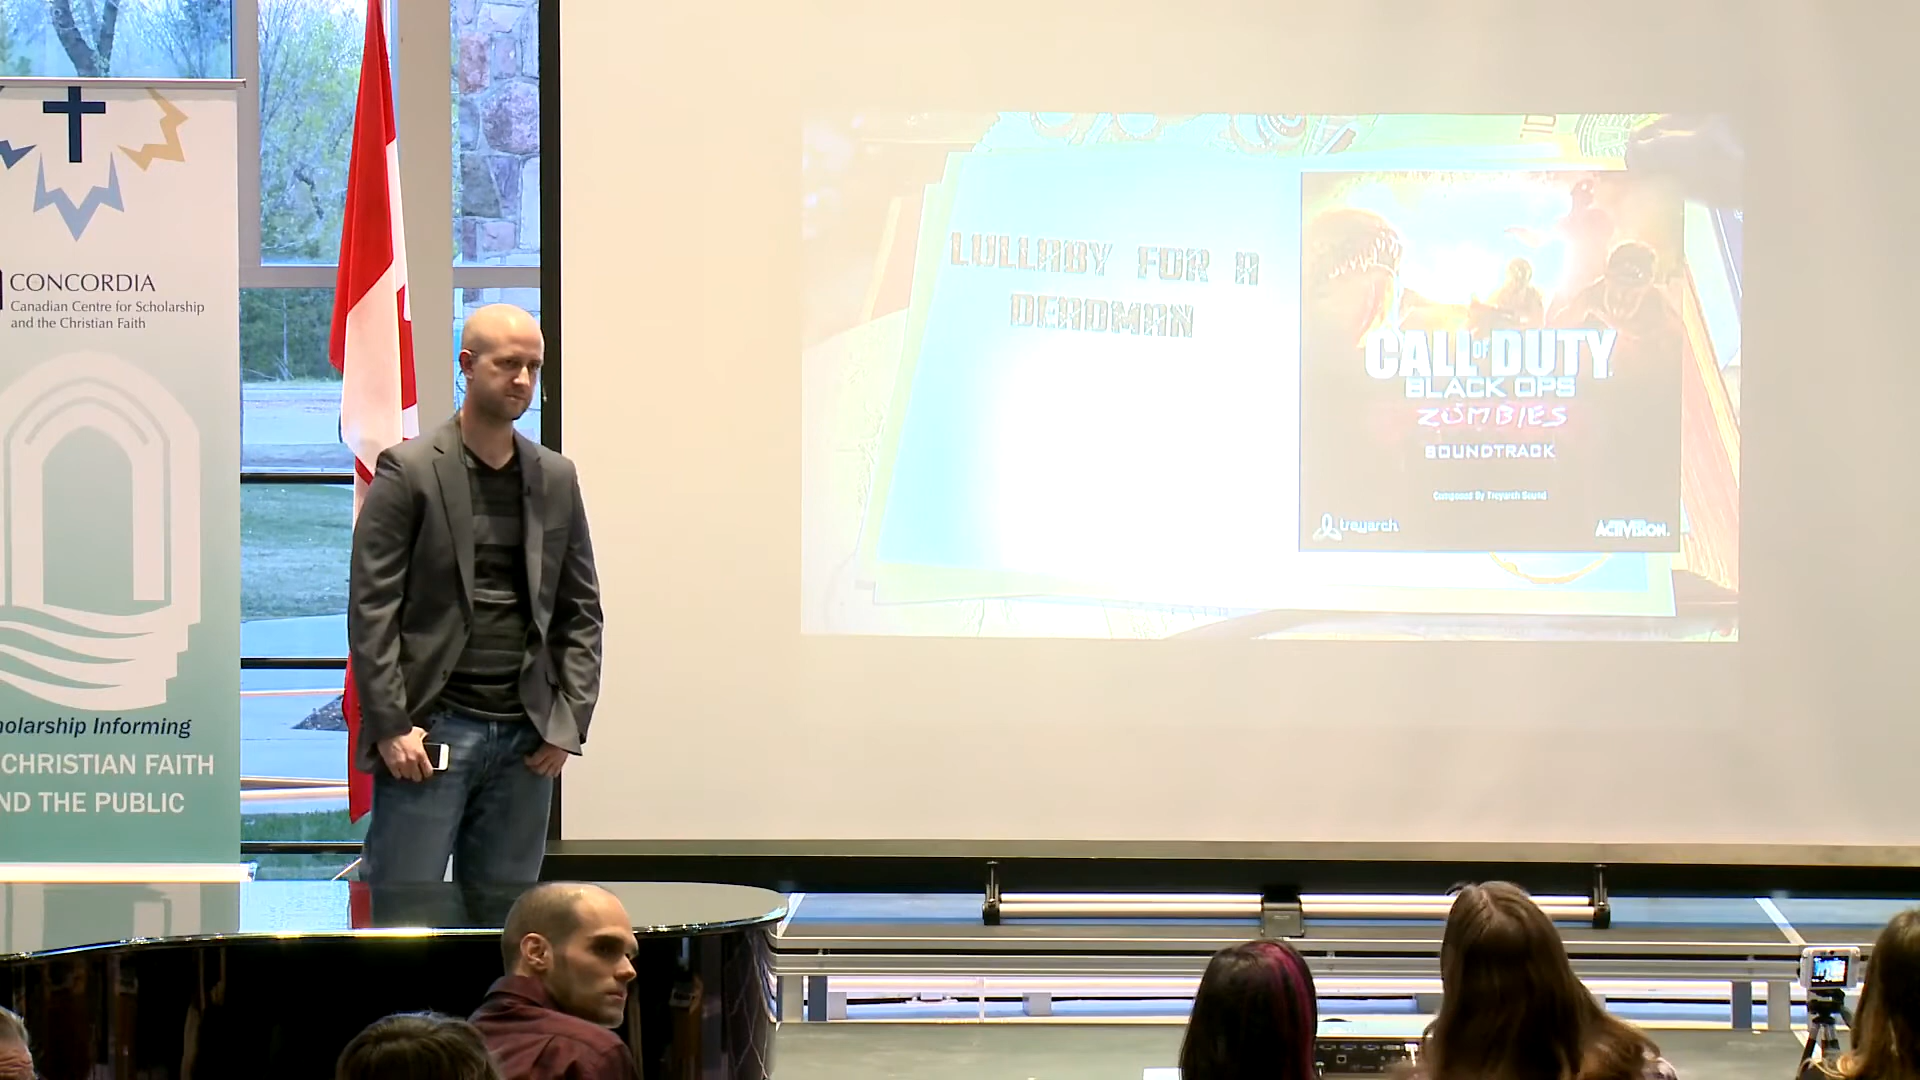 CONCORDIA
Canadian Centre for Scholarship
and the Christian Faith
olarship Informing
CHRISTIAN FAITH
ND THE PUBLIC
LULLABY FOR A
DEADMAN
CALL OF DUTY
BLACK OPS
ZOMBIES
SOUNDTRACK
Composed By Treyarch Sound
treyarch
ACTIVISION